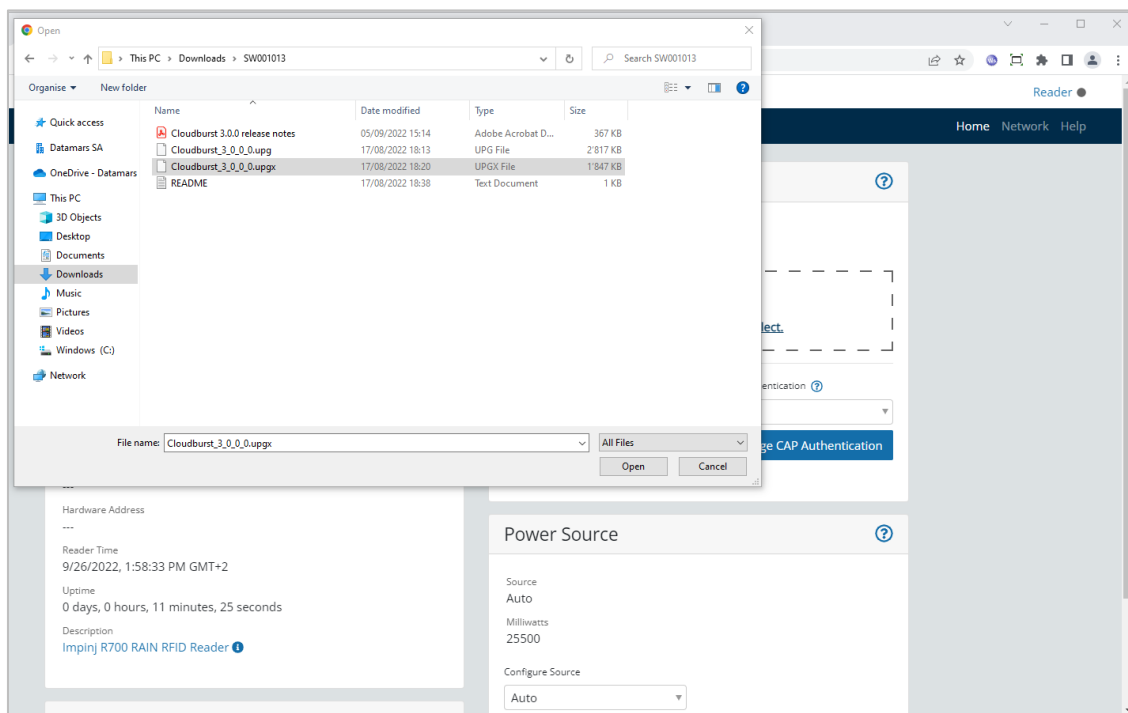 Open
This PC > Downloads > SW001013
Search SW001013
Organise
New folder
Name
Date modified
Type
Size
Quick access
Datamars SA
OneDrive - Datamars
This PC
3D Objects
Desktop
Documents
Downloads
Music
Pictures
Videos
Windows (C:)
Network
Cloudburst 3.0.0 release notes 05/09/2022 15:14 Adobe Acrobat D... 367 KB
Cloudburst_3_0_0_0.upg 17/08/2022 18:13 UPG File 2'817 KB
Cloudburst_3_0_0_0.upgx 17/08/2022 18:20 UPGX File 1'847 KB
README 17/08/2022 18:38 Text Document 1 KB
File name: Cloudburst_3_0_0_0.upgx
All Files
Open
Cancel
Reader
Home Network Help
lect.
entication
ge CAP Authentication
---
Hardware Address
---
Reader Time
9/26/2022, 1:58:33 PM GMT+2
Uptime
0 days, 0 hours, 11 minutes, 25 seconds
Description
Impinj R700 RAIN RFID Reader
Power Source
Source
Auto
Milliwatts
25500
Configure Source
Auto